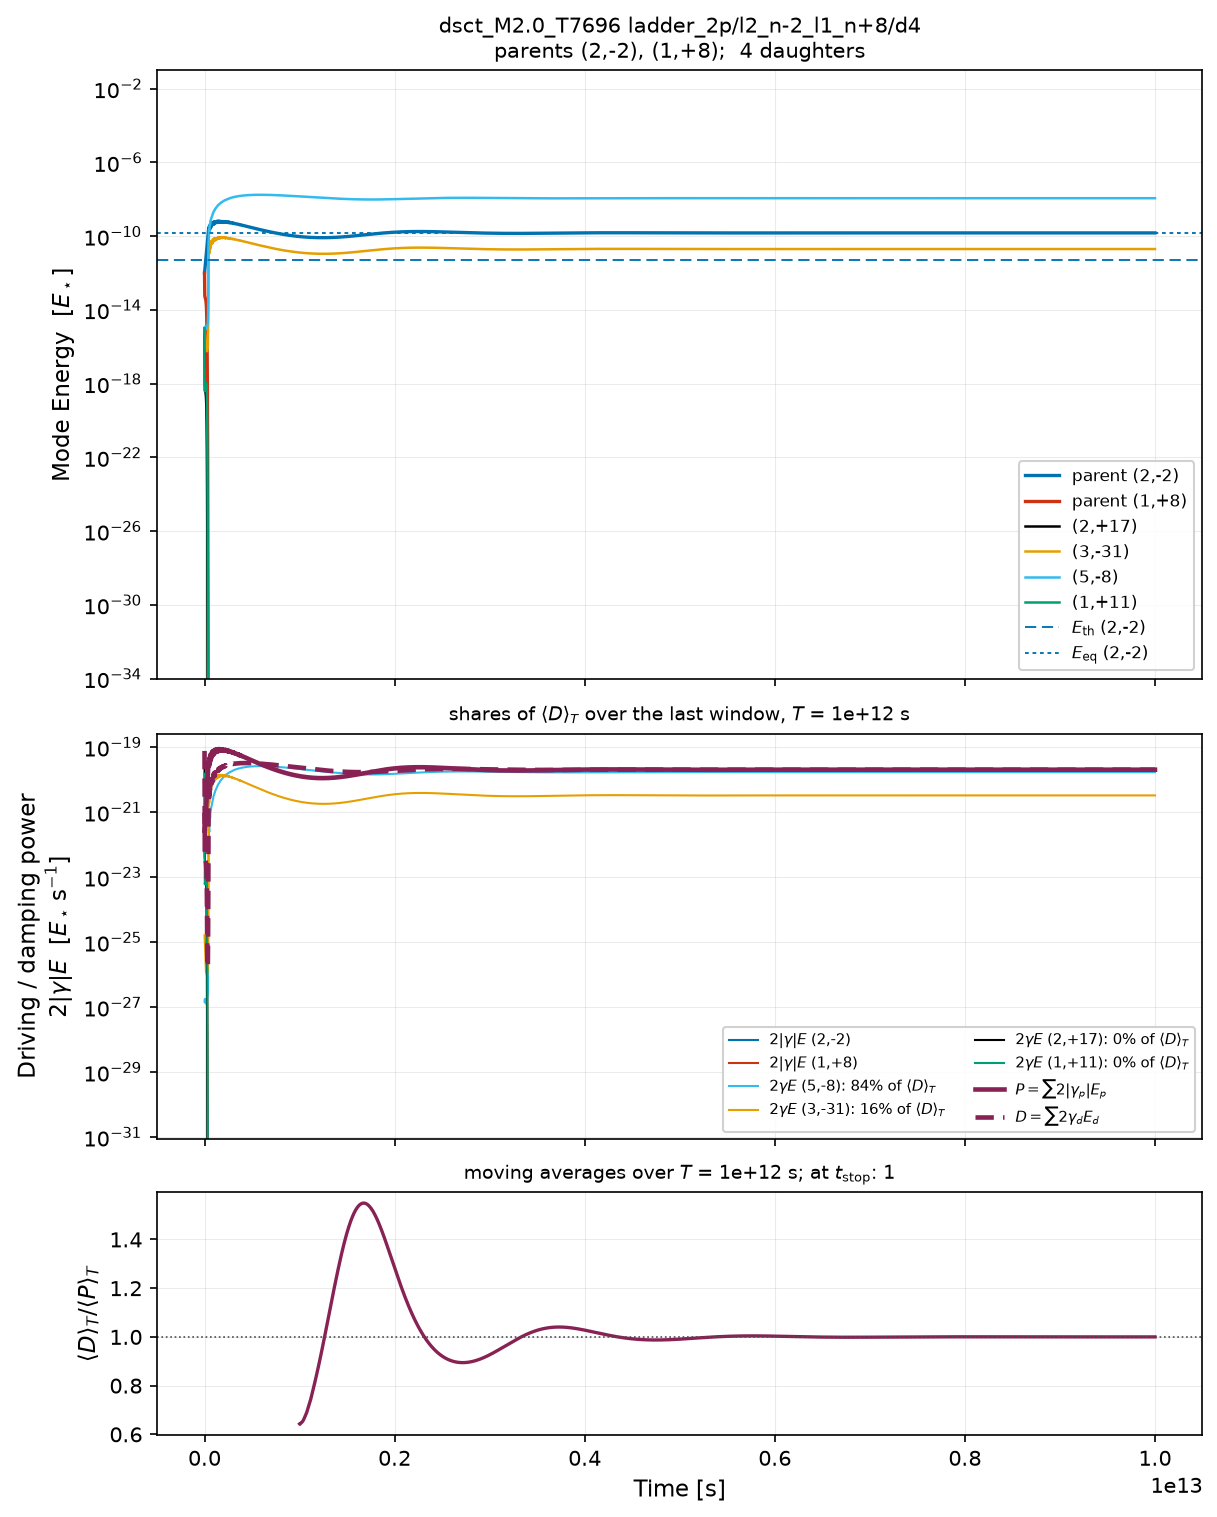 dsct_M2.0_T7696 ladder_2p/l2_n-2_l1_n+8/d4
parents (2,-2), (1,+8);  4 daughters
Mode Energy  [E⋆]
10⁻²
10⁻⁶
10⁻¹⁰
10⁻¹⁴
10⁻¹⁸
10⁻²²
10⁻²⁶
10⁻³⁰
10⁻³⁴
parent (2,-2)
parent (1,+8)
(2,+17)
(3,-31)
(5,-8)
(1,+11)
E_th (2,-2)
E_eq (2,-2)
shares of ⟨D⟩_T over the last window, T = 1e+12 s
Driving / damping power
2|γ|E  [E⋆ s⁻¹]
10⁻¹⁹
10⁻²¹
10⁻²³
10⁻²⁵
10⁻²⁷
10⁻²⁹
10⁻³¹
2|γ|E (2,-2)
2|γ|E (1,+8)
2γE (5,-8): 84% of ⟨D⟩_T
2γE (3,-31): 16% of ⟨D⟩_T
2γE (2,+17): 0% of ⟨D⟩_T
2γE (1,+11): 0% of ⟨D⟩_T
P = ∑2|γ_p|E_p
D = ∑2γ_dE_d
moving averages over T = 1e+12 s; at t_stop: 1
⟨D⟩_T/⟨P⟩_T
1.4
1.2
1.0
0.8
0.6
0.0
0.2
0.4
0.6
0.8
1.0
1e13
Time [s]